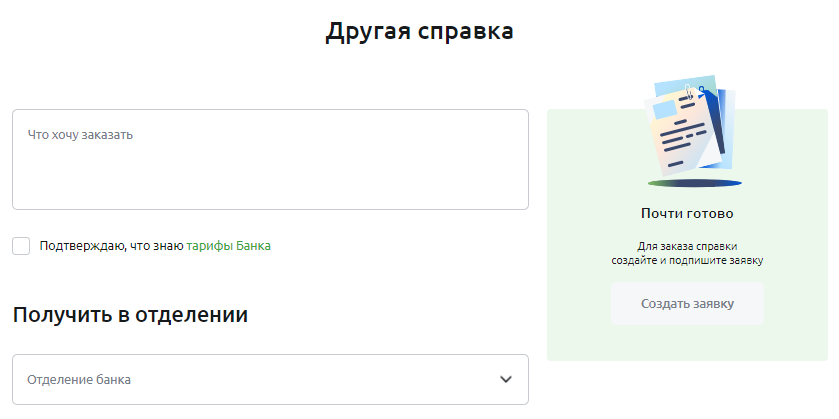 Другая справка
Что хочу заказать
Подтверждаю, что знаю тарифы Банка
Получить в отделении
Отделение банка
Почти готово
Для заказа справки
создайте и подпишите заявку
Создать заявку